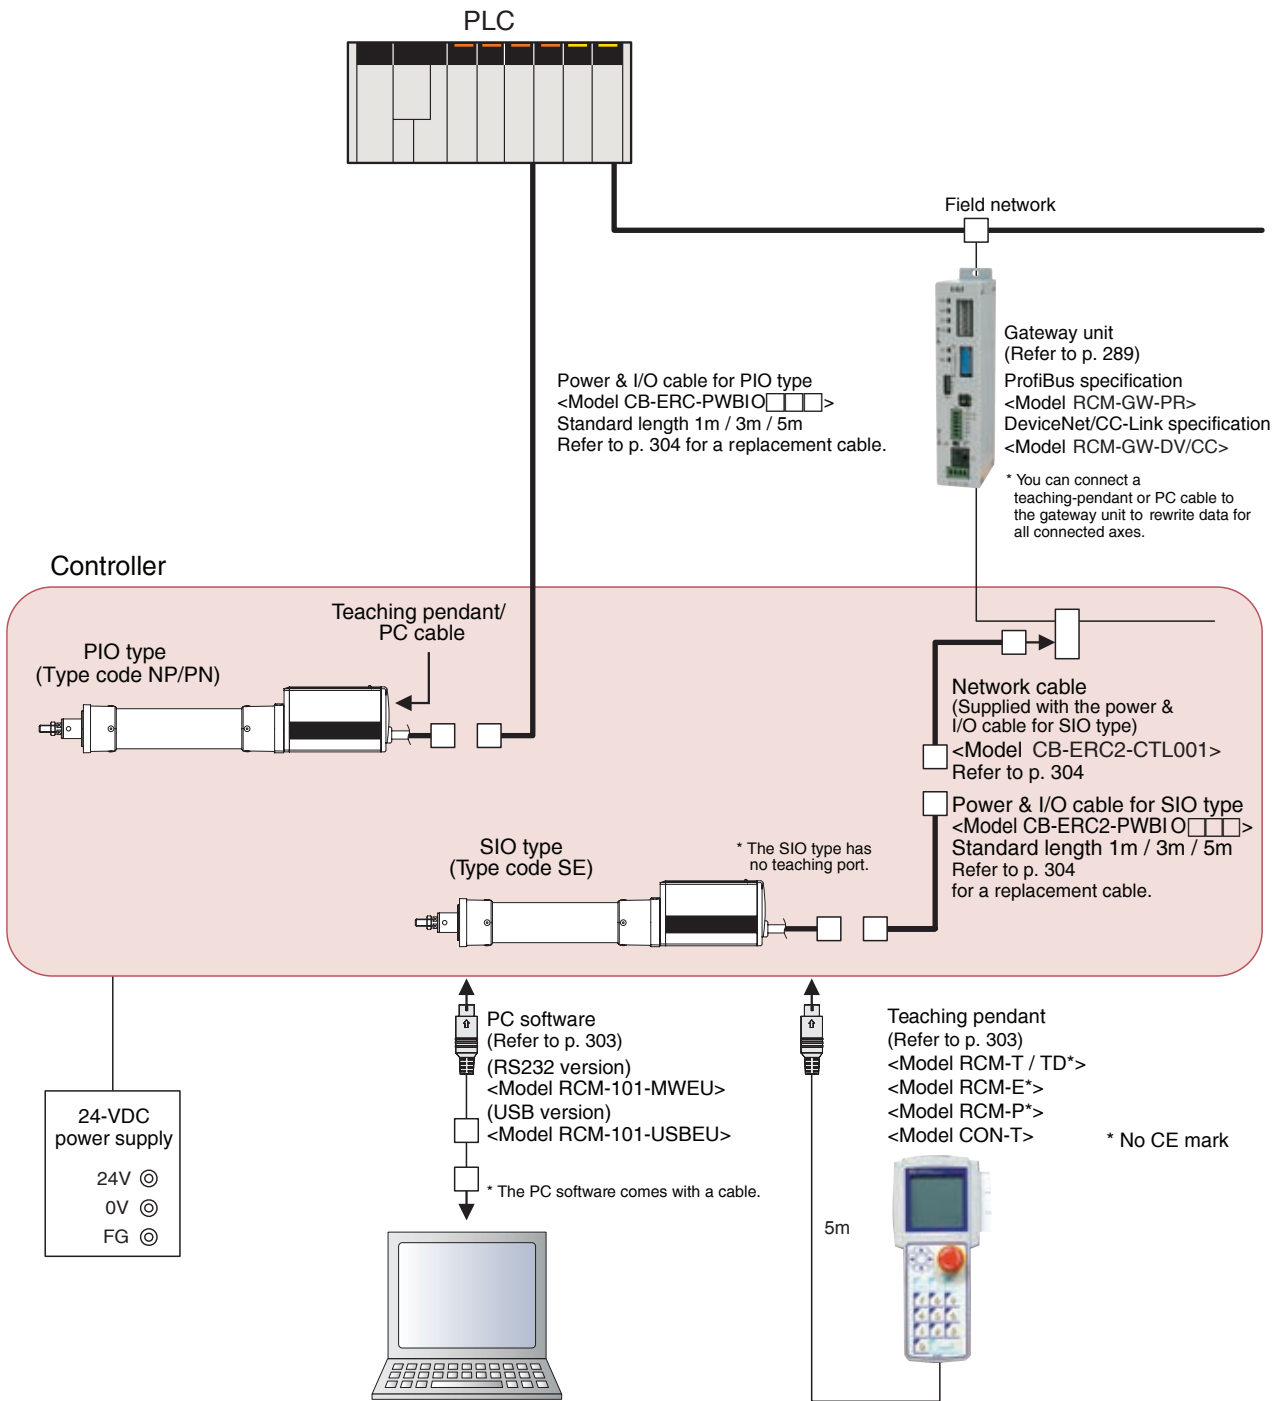 PLC
Field network
Gateway unit
(Refer to p. 289)
ProfiBus specification
<Model RCM-GW-PR>
DeviceNet/CC-Link specification
<Model RCM-GW-DV/CC>
* You can connect a
teaching-pendant or PC cable to
the gateway unit to rewrite data for
all connected axes.
Power & I/O cable for PIO type
<Model CB-ERC-PWBIO□□□>
Standard length 1m / 3m / 5m
Refer to p. 304 for a replacement cable.
Controller
Teaching pendant/
PC cable
PIO type
(Type code NP/PN)
Network cable
(Supplied with the power &
I/O cable for SIO type)
<Model CB-ERC2-CTL001>
Refer to p. 304
Power & I/O cable for SIO type
<Model CB-ERC2-PWBIO□□□>
Standard length 1m / 3m / 5m
Refer to p. 304
for a replacement cable.
SIO type
(Type code SE)
* The SIO type has
no teaching port.
24-VDC
power supply
24V
0V
FG
PC software
(Refer to p. 303)
(RS232 version)
<Model RCM-101-MWEU>
(USB version)
<Model RCM-101-USBEU>
* The PC software comes with a cable.
Teaching pendant
(Refer to p. 303)
<Model RCM-T / TD*>
<Model RCM-E*>
<Model RCM-P*>
<Model CON-T>
* No CE mark
5m